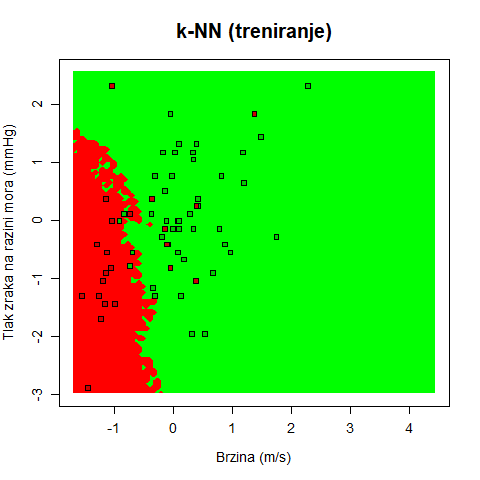 k-NN (treniranje)
Tlak zraka na razini mora (mmHg)
2
1
0
-1
-2
-3
-1 0 1 2 3 4
Brzina (m/s)